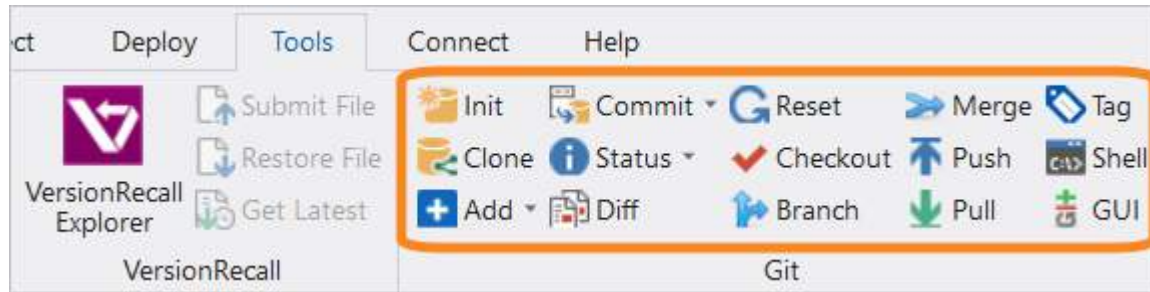 ct Deploy Tools Connect Help
Submit File Init Commit Reset Merge Tag
Restore File Clone Status Checkout Push Shell
VersionRecall
Explorer
Get Latest Add Diff Branch Pull GUI
VersionRecall Git